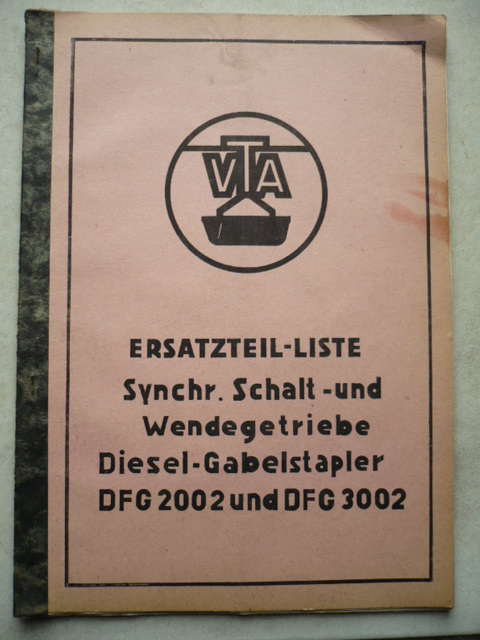 VTA
ERSATZTEIL-LISTE
Synchr. Schalt-und
Wendegetriebe
Diesel-Gabelstapler
DFG 2002 und DFG 3002